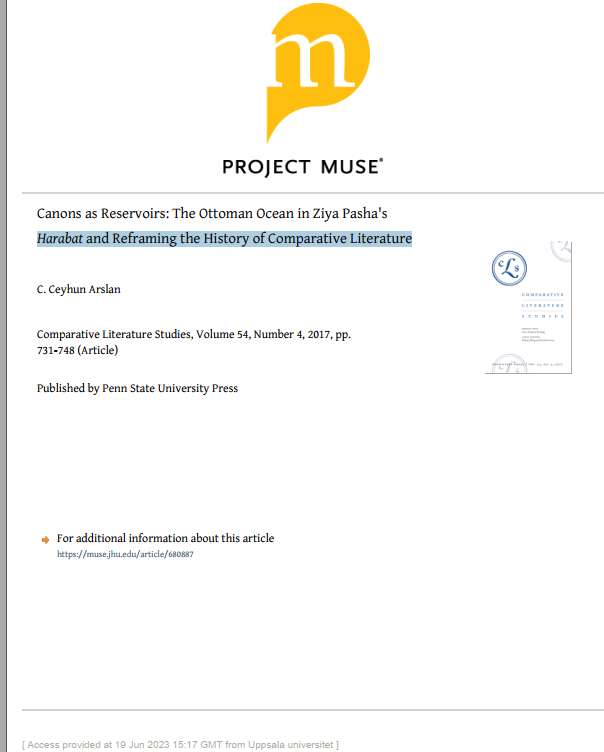 m
PROJECT MUSE®
Canons as Reservoirs: The Ottoman Ocean in Ziya Pasha's
Harabat and Reframing the History of Comparative Literature
C. Ceyhun Arslan
Comparative Literature Studies, Volume 54, Number 4, 2017, pp.
731-748 (Article)
Published by Penn State University Press
cLs
COMPARATIVE
LITERATURE
STUDIES
For additional information about this article
https://muse.jhu.edu/article/680887
[ Access provided at 19 Jun 2023 15:17 GMT from Uppsala universitet ]